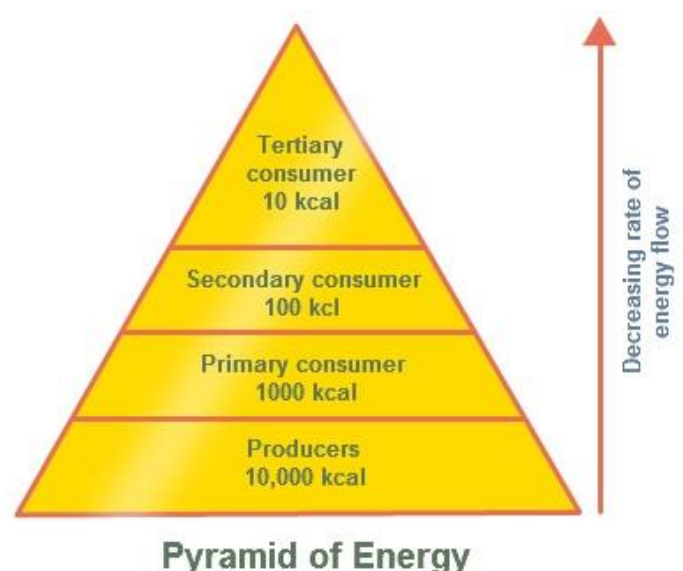 Tertiary
consumer
10 kcal
Secondary consumer
100 kcl
Primary consumer
1000 kcal
Producers
10,000 kcal
Decreasing rate of
energy flow
Pyramid of Energy